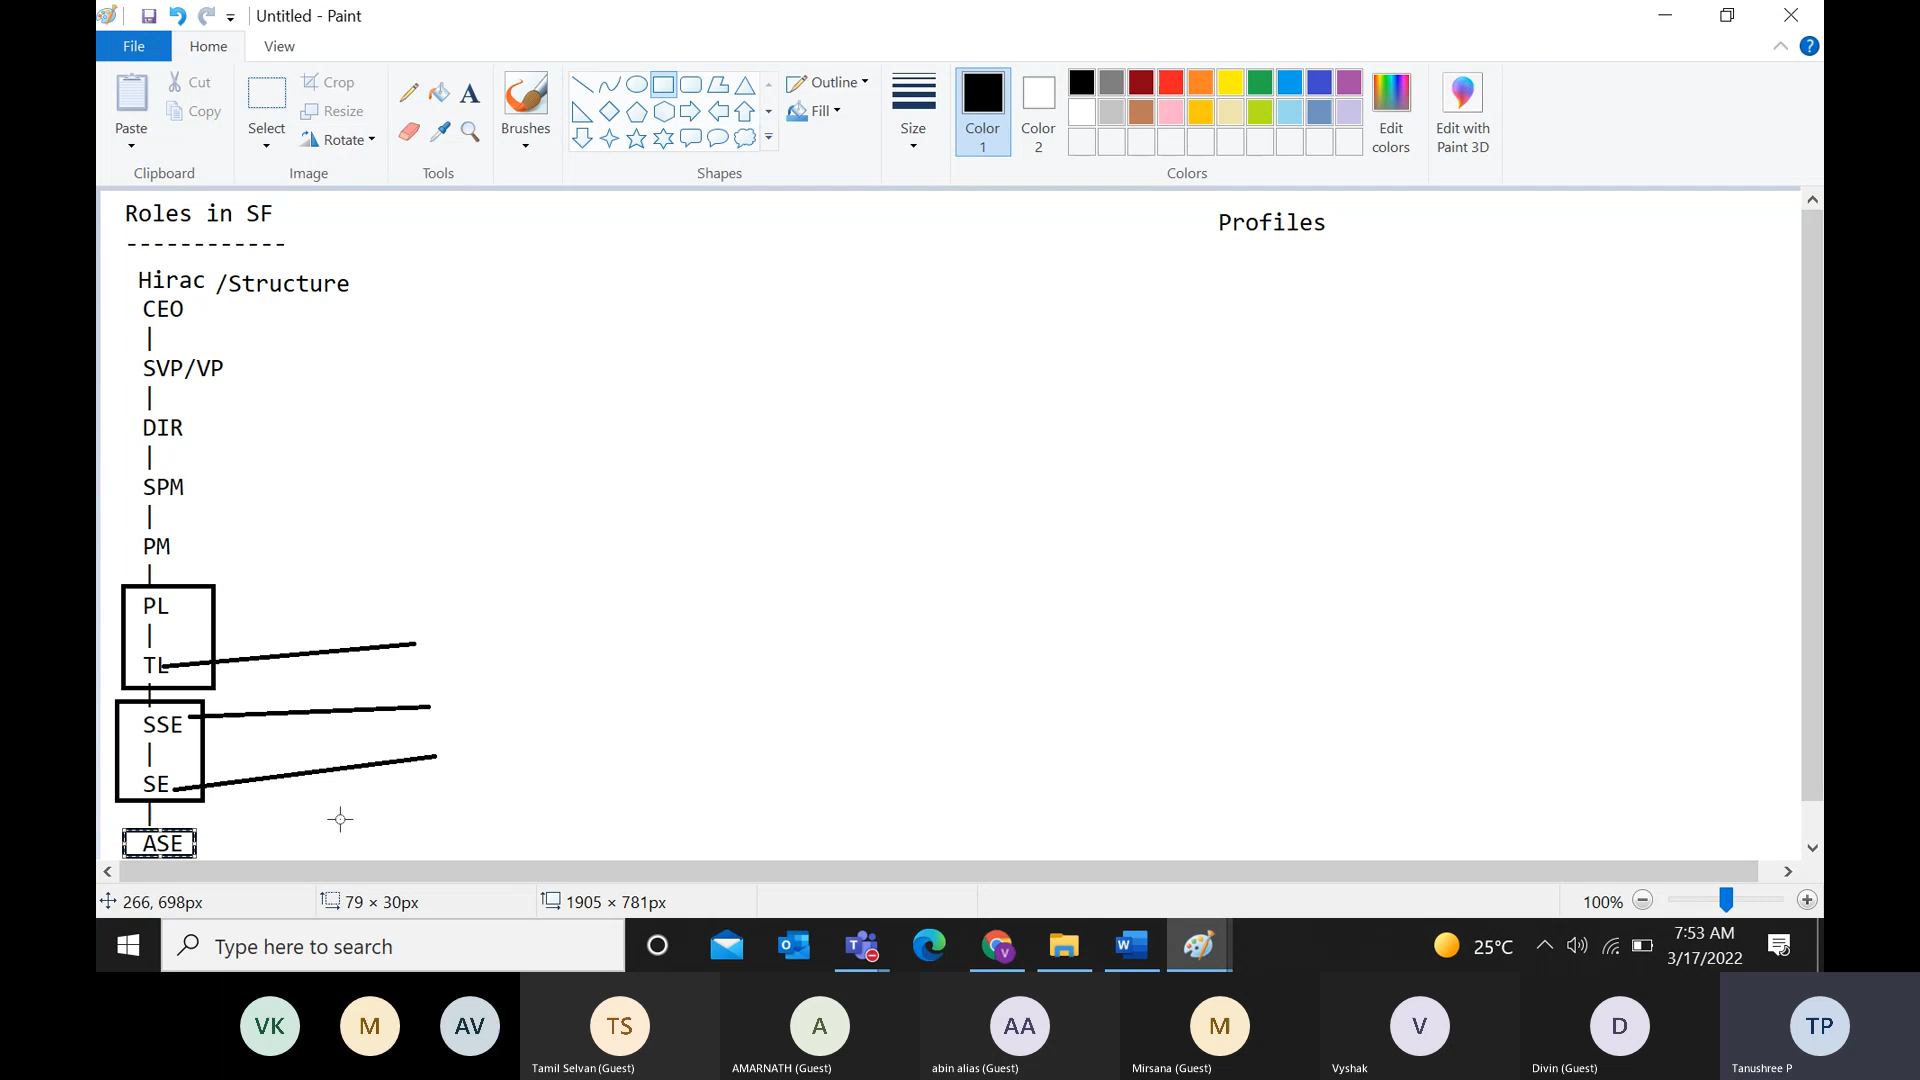 Untitled - Paint
File
Home
View
Paste
Cut
Copy
Clipboard
Select
Crop
Resize
Rotate
Image
A
Tools
Brushes
Outline
Fill
Shapes
Size
Color 1
Color 2
Edit colors
Colors
Edit with Paint 3D
?
Roles in SF
------------
Hirac /Structure
CEO
|
SVP/VP
|
DIR
|
SPM
|
PM
|
PL
|
TL
|
SSE
|
SE
|
ASE
Profiles
266, 698px
79 × 30px
1905 × 781px
100%
Type here to search
25°C
7:53 AM
3/17/2022
VK
M
AV
TS
Tamil Selvan (Guest)
A
AMARNATH (Guest)
AA
abin alias (Guest)
M
Mirsana (Guest)
V
Vyshak
D
Divin (Guest)
TP
Tanushree P